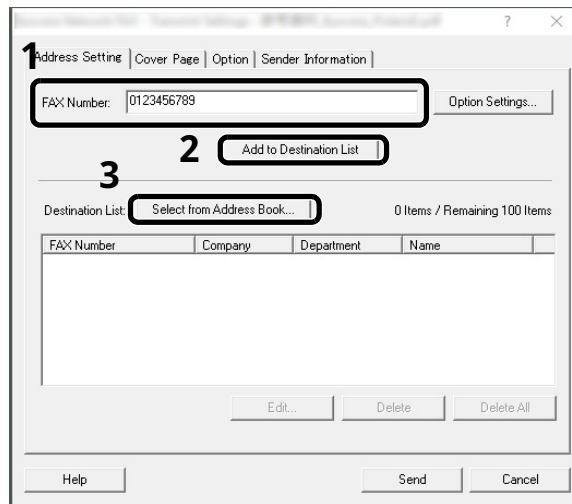 ? ×
1
Address Setting Cover Page Option Sender Information
FAX Number: 0123456789 Option Settings...
2 Add to Destination List
3
Destination List: Select from Address Book... 0 Items / Remaining 100 Items
FAX Number Company Department Name
Edit... Delete Delete All
Help Send Cancel